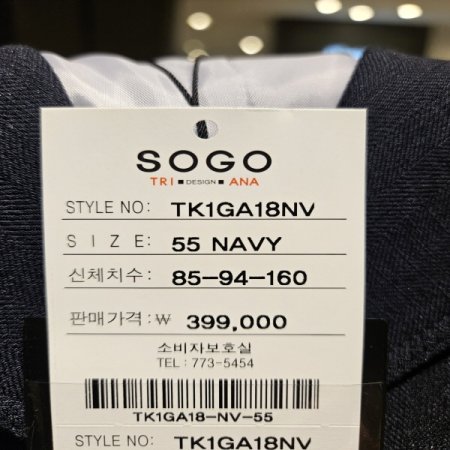 SOGO
TRI ■ DESIGN ■ ANA
STYLE NO: TK1GA18NV
SIZE: 55 NAVY
신체치수: 85-94-160
판매가격: ₩ 399,000
소비자보호실
TEL: 773-5454
TK1GA18-NV-55
STYLE NO: TK1GA18NV